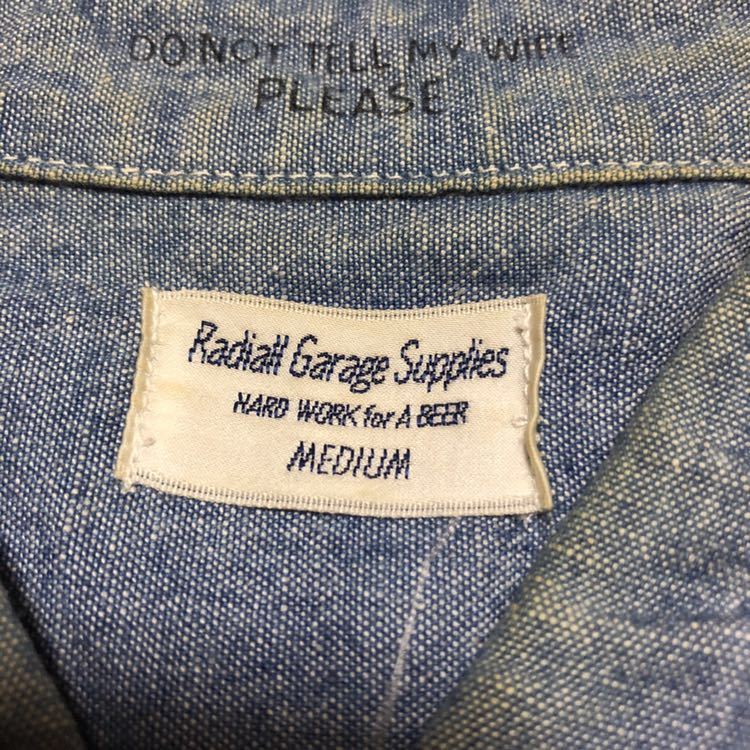 DO NOT TELL MY WIFE
PLEASE
Radiall Garage Supplies
HARD WORK for A BEER
MEDIUM